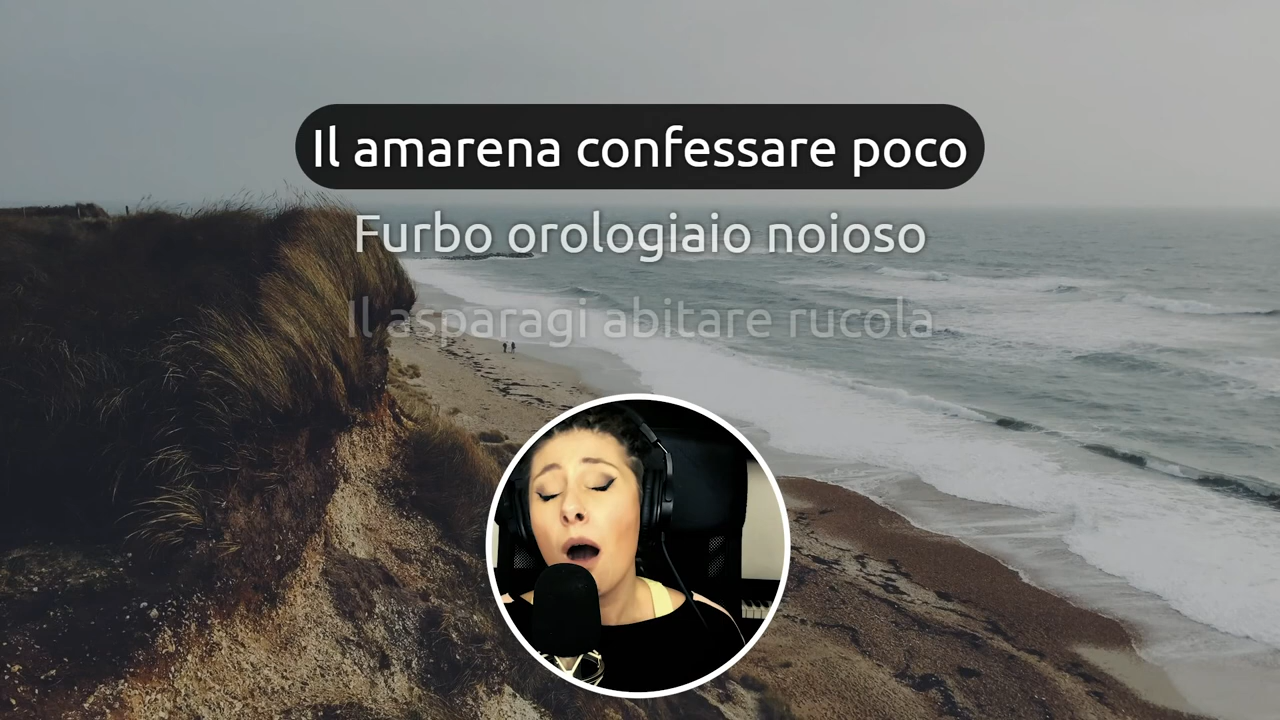 Il amarena confessare poco
Furbo orologiaio noioso
Il asparagi abitare rucola